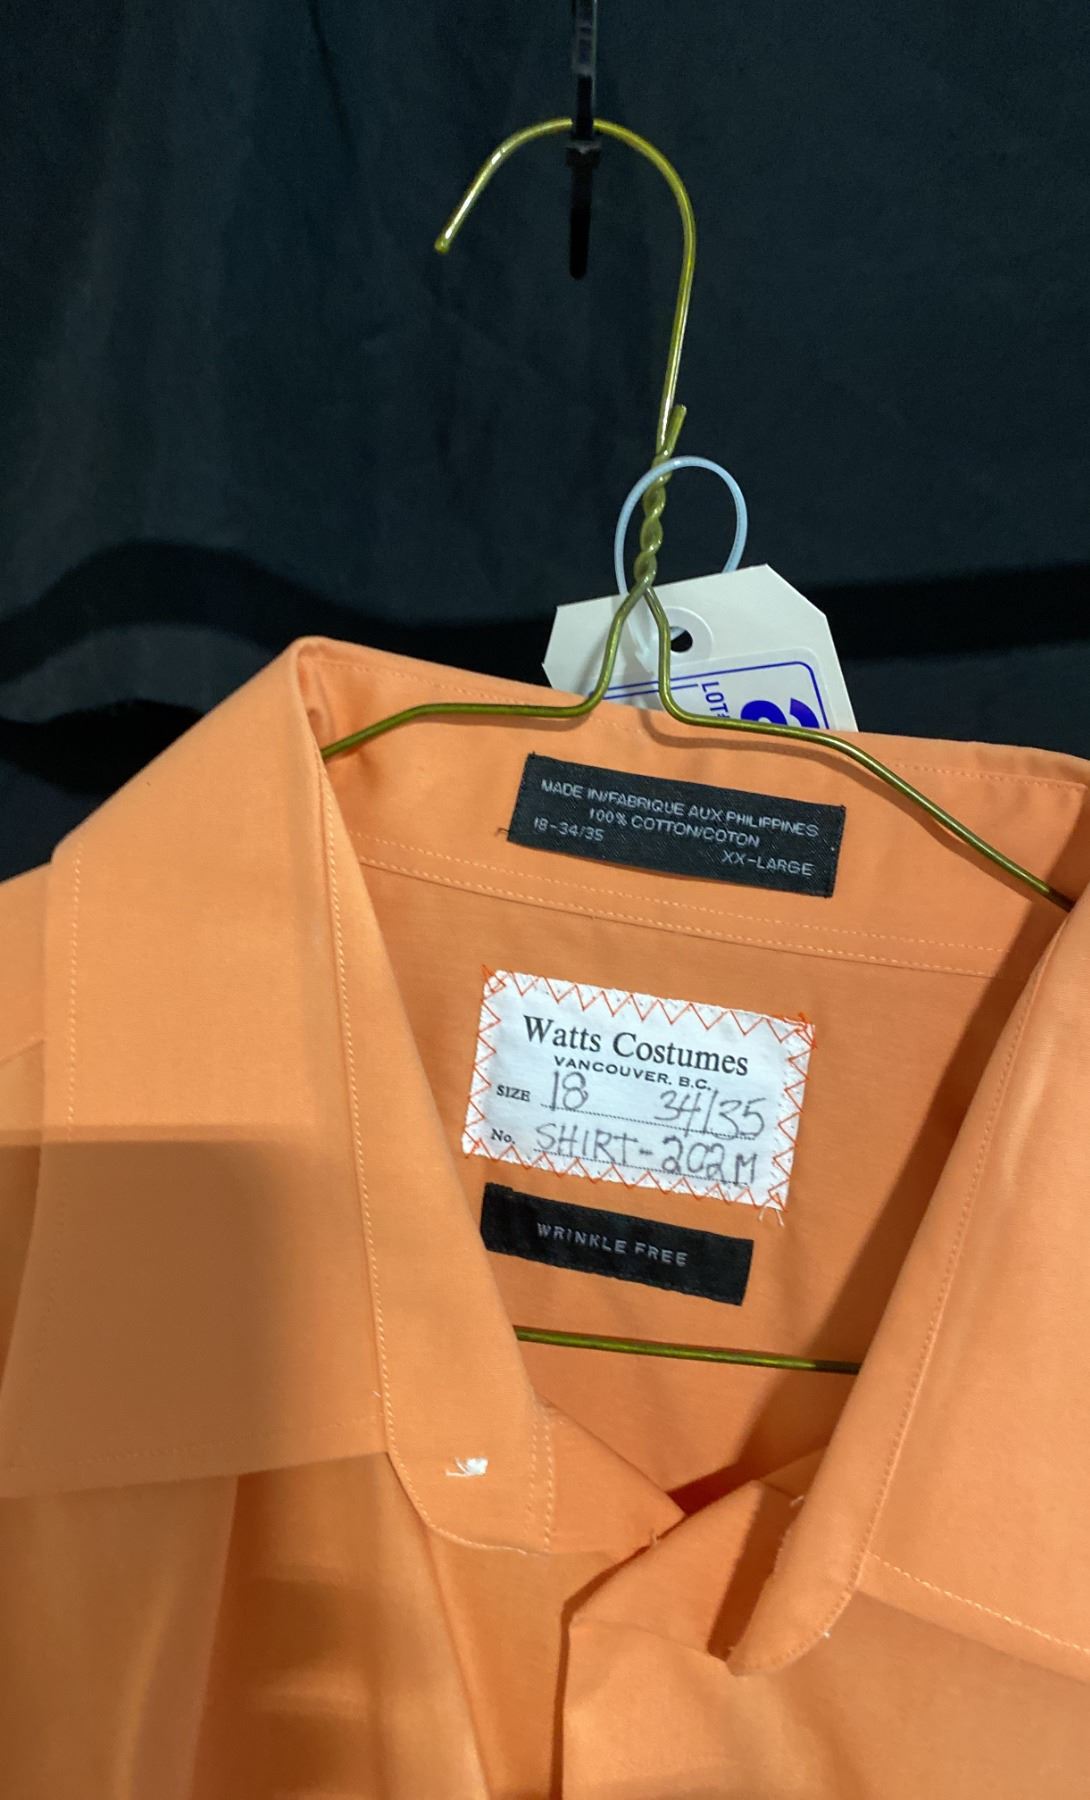 LOT#
MADE IN/FABRIQUE AUX PHILIPPINES
100% COTTON/COTON
18-34/35
XX-LARGE
Watts Costumes
VANCOUVER, B.C.
SIZE 18 34/35
No. SHIRT-202M
WRINKLE FREE